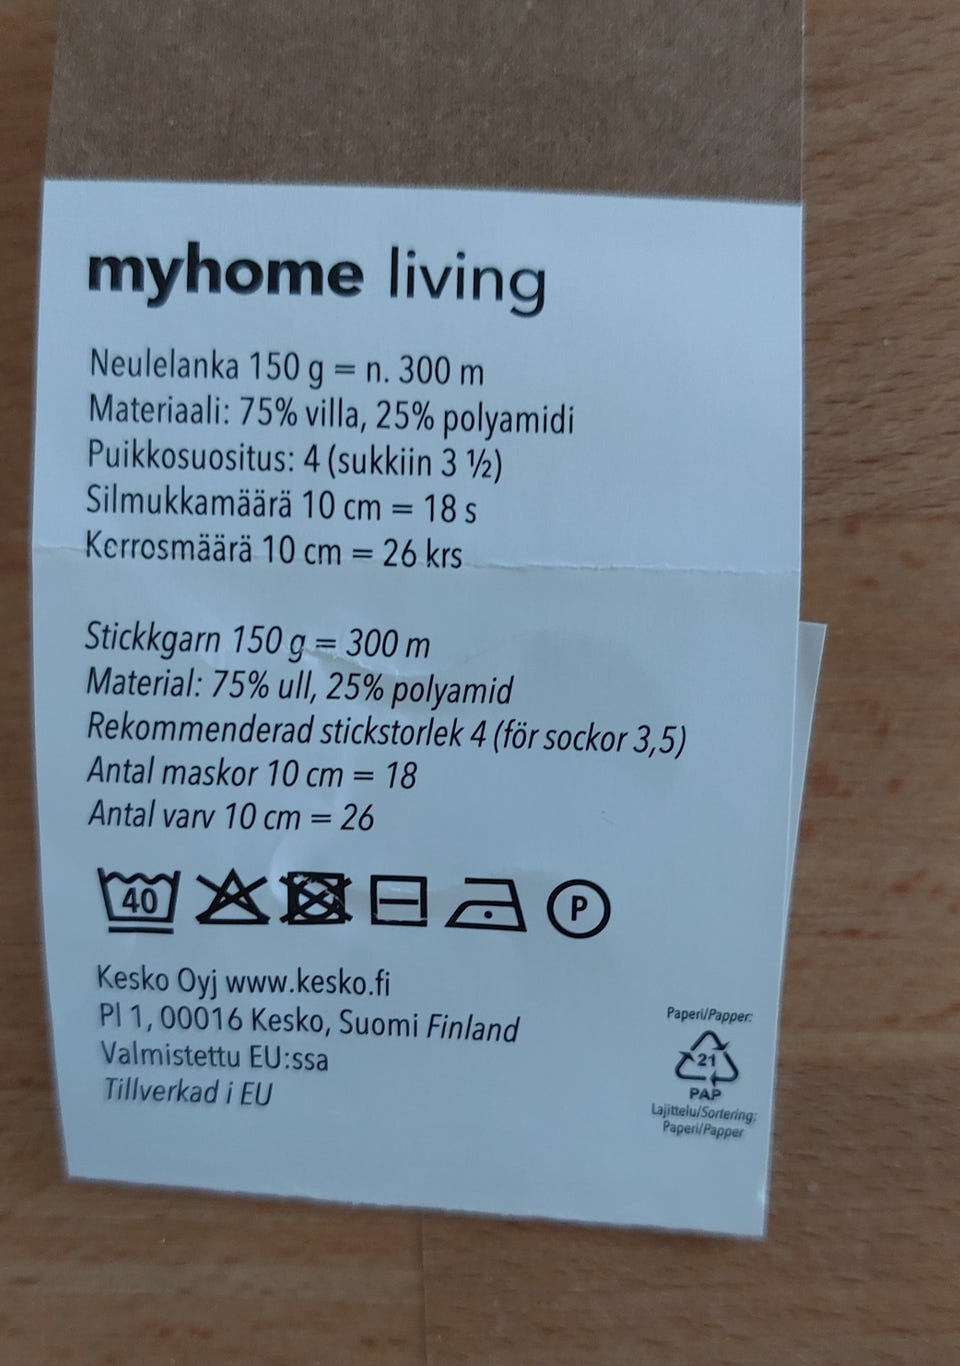 myhome living
Neulelanka 150 g = n. 300 m
Materiaali: 75% villa, 25% polyamidi
Puikkosuositus: 4 (sukkiin 3 ½)
Silmukkamäärä 10 cm = 18 s
Kerrosmäärä 10 cm = 26 krs
Stickkgarn 150 g = 300 m
Material: 75% ull, 25% polyamid
Rekommenderad stickstorlek 4 (för sockor 3,5)
Antal maskor 10 cm = 18
Antal varv 10 cm = 26
40 P
Kesko Oyj www.kesko.fi
Pl 1, 00016 Kesko, Suomi Finland
Valmistettu EU:ssa
Tillverkad i EU
Paperi/Papper:
21
PAP
Lajittelu/Sortering:
Paperi/Papper